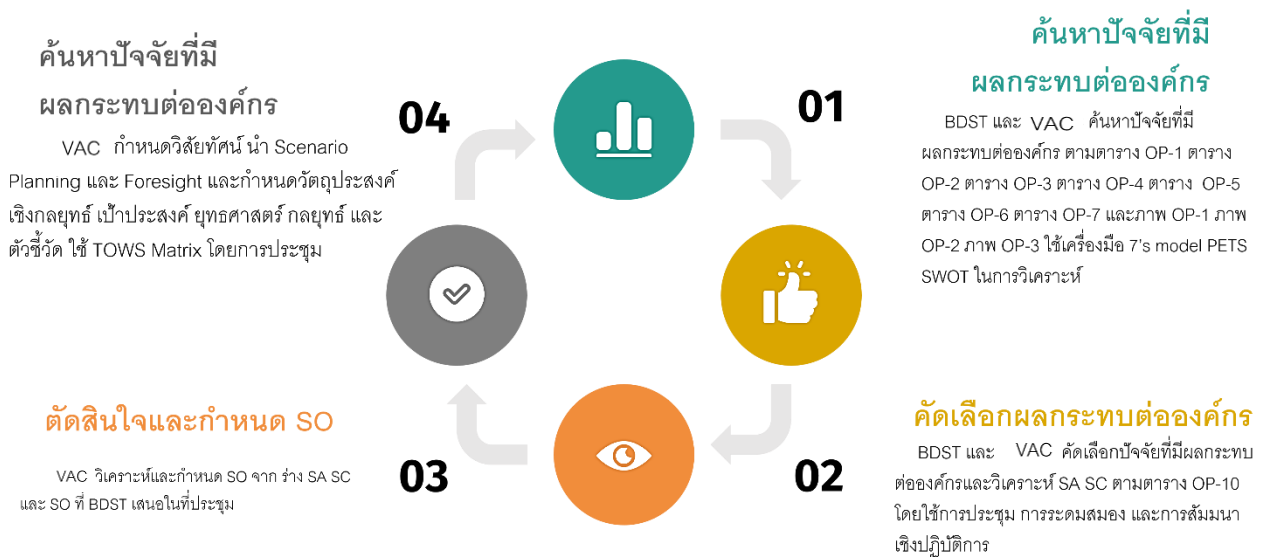 01
ค้นหาปัจจัยที่มี
ผลกระทบต่อองค์กร
BDST และ VAC ค้นหาปัจจัยที่มี
ผลกระทบต่อองค์กร ตามตาราง OP-1 ตาราง
OP-2 ตาราง OP-3 ตาราง OP-4 ตาราง OP-5
ตาราง OP-6 ตาราง OP-7 และภาพ OP-1 ภาพ
OP-2 ภาพ OP-3 ใช้เครื่องมือ 7's model PETS
SWOT ในการวิเคราะห์
02
คัดเลือกผลกระทบต่อองค์กร
BDST และ VAC คัดเลือกปัจจัยที่มีผลกระทบ
ต่อองค์กรและวิเคราะห์ SA SC ตามตาราง OP-10
โดยใช้การประชุม การระดมสมอง และการสัมมนา
เชิงปฏิบัติการ
03
ตัดสินใจและกำหนด SO
VAC วิเคราะห์และกำหนด SO จาก ร่าง SA SC
และ SO ที่ BDST เสนอในที่ประชุม
04
ค้นหาปัจจัยที่มี
ผลกระทบต่อองค์กร
VAC กำหนดวิสัยทัศน์ นำ Scenario
Planning และ Foresight และกำหนดวัตถุประสงค์
เชิงกลยุทธ์ เป้าประสงค์ ยุทธศาสตร์ กลยุทธ์ และ
ตัวชี้วัด ใช้ TOWS Matrix โดยการประชุม